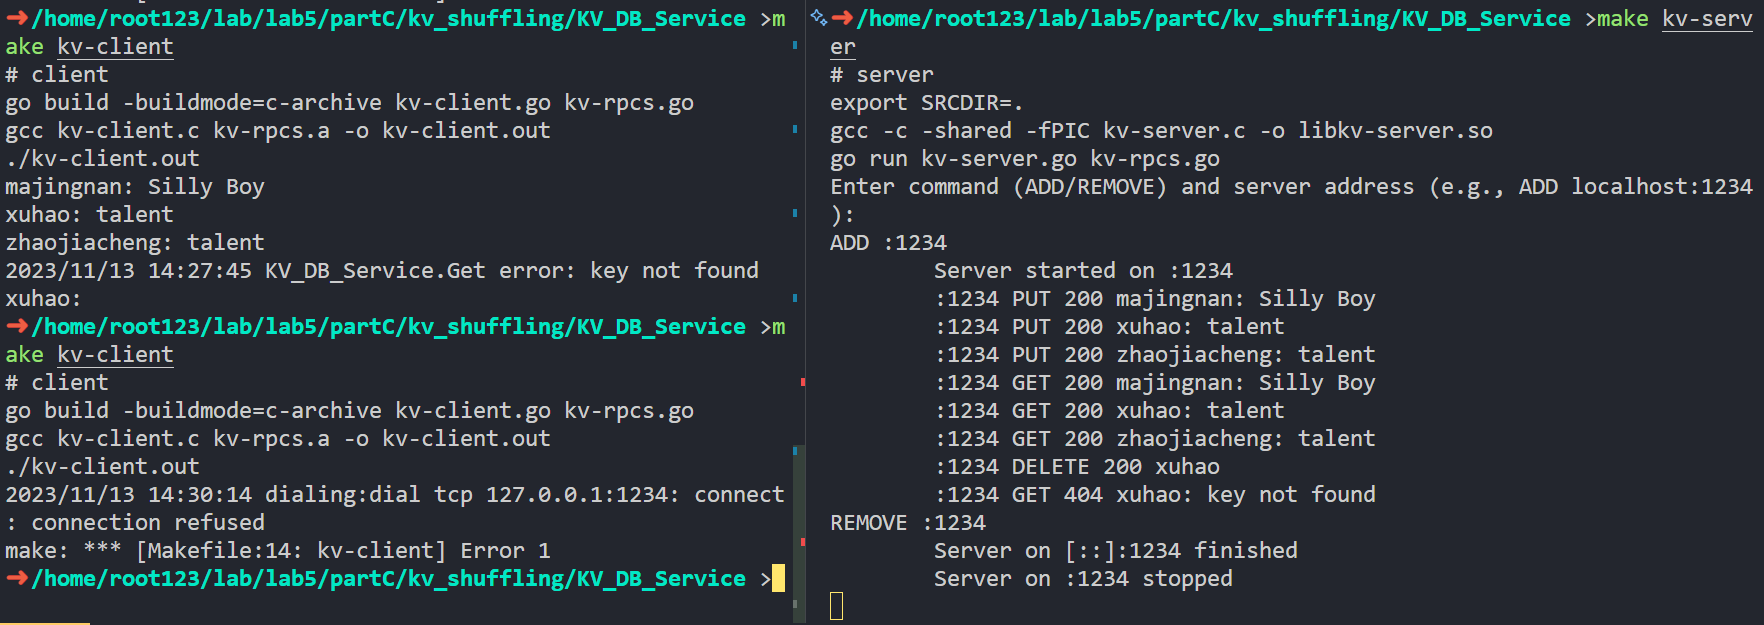 ➜/home/root123/lab/lab5/partC/kv_shuffling/KV_DB_Service >m
ake kv-client
# client
go build -buildmode=c-archive kv-client.go kv-rpcs.go
gcc kv-client.c kv-rpcs.a -o kv-client.out
./kv-client.out
majingnan: Silly Boy
xuhao: talent
zhaojiacheng: talent
2023/11/13 14:27:45 KV_DB_Service.Get error: key not found
xuhao:
➜/home/root123/lab/lab5/partC/kv_shuffling/KV_DB_Service >m
ake kv-client
# client
go build -buildmode=c-archive kv-client.go kv-rpcs.go
gcc kv-client.c kv-rpcs.a -o kv-client.out
./kv-client.out
2023/11/13 14:30:14 dialing:dial tcp 127.0.0.1:1234: connect
: connection refused
make: *** [Makefile:14: kv-client] Error 1
➜/home/root123/lab/lab5/partC/kv_shuffling/KV_DB_Service >
➜/home/root123/lab/lab5/partC/kv_shuffling/KV_DB_Service >make kv-serv
er
# server
export SRCDIR=.
gcc -c -shared -fPIC kv-server.c -o libkv-server.so
go run kv-server.go kv-rpcs.go
Enter command (ADD/REMOVE) and server address (e.g., ADD localhost:1234
):
ADD :1234
Server started on :1234
:1234 PUT 200 majingnan: Silly Boy
:1234 PUT 200 xuhao: talent
:1234 PUT 200 zhaojiacheng: talent
:1234 GET 200 majingnan: Silly Boy
:1234 GET 200 xuhao: talent
:1234 GET 200 zhaojiacheng: talent
:1234 DELETE 200 xuhao
:1234 GET 404 xuhao: key not found
REMOVE :1234
Server on [::]:1234 finished
Server on :1234 stopped